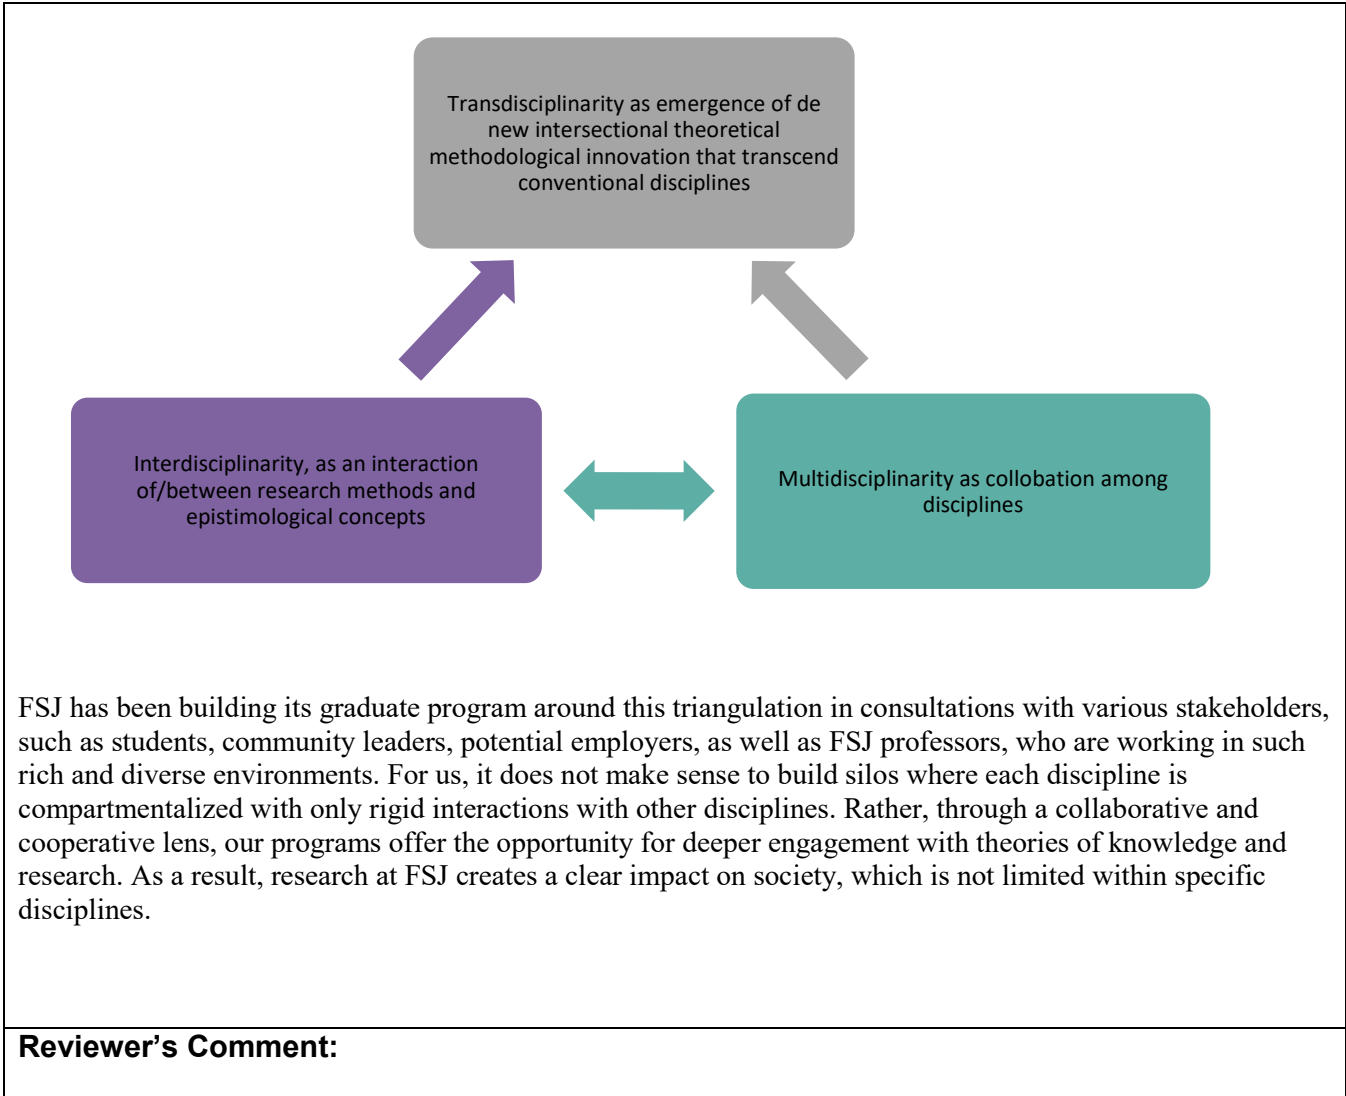 Transdisciplinarity as emergence of de
new intersectional theoretical
methodological innovation that transcend
conventional disciplines
Interdisciplinarity, as an interaction
of/between research methods and
epistimological concepts
Multidisciplinarity as collobation among
disciplines
FSJ has been building its graduate program around this triangulation in consultations with various stakeholders,
such as students, community leaders, potential employers, as well as FSJ professors, who are working in such
rich and diverse environments. For us, it does not make sense to build silos where each discipline is
compartmentalized with only rigid interactions with other disciplines. Rather, through a collaborative and
cooperative lens, our programs offer the opportunity for deeper engagement with theories of knowledge and
research. As a result, research at FSJ creates a clear impact on society, which is not limited within specific
disciplines.
Reviewer’s Comment: